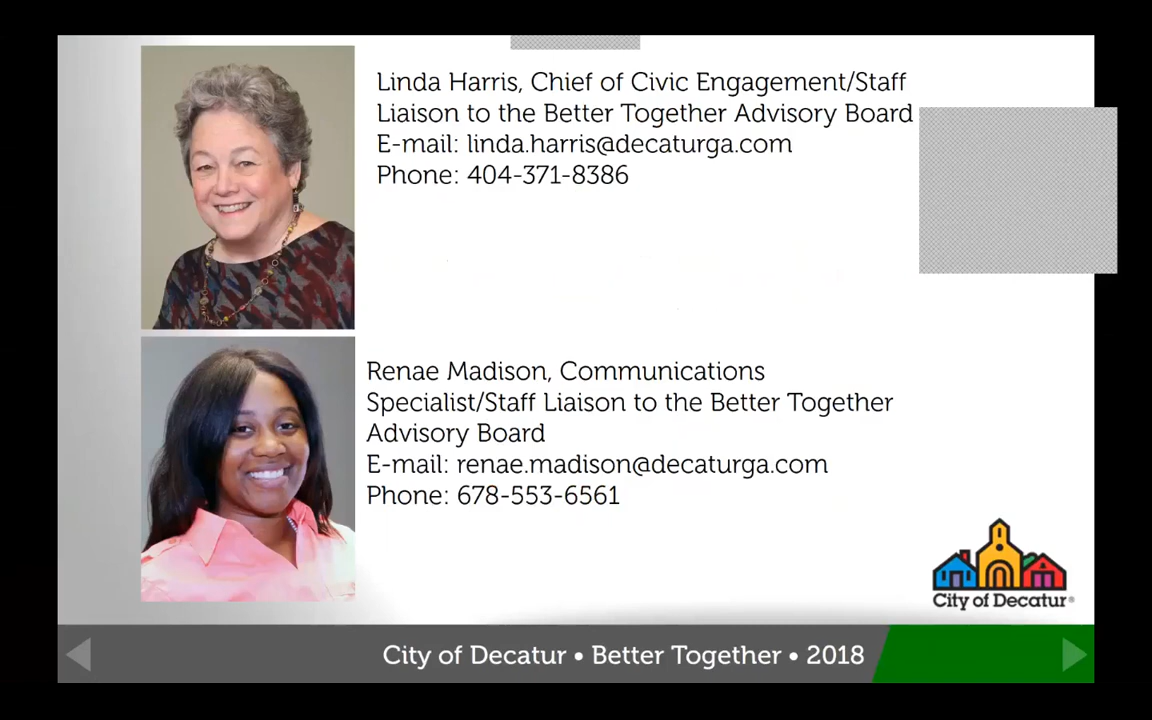 Linda Harris, Chief of Civic Engagement/Staff
Liaison to the Better Together Advisory Board
E-mail: linda.harris@decaturga.com
Phone: 404-371-8386
Renae Madison, Communications
Specialist/Staff Liaison to the Better Together
Advisory Board
E-mail: renae.madison@decaturga.com
Phone: 678-553-6561
City of Decatur®
City of Decatur • Better Together • 2018